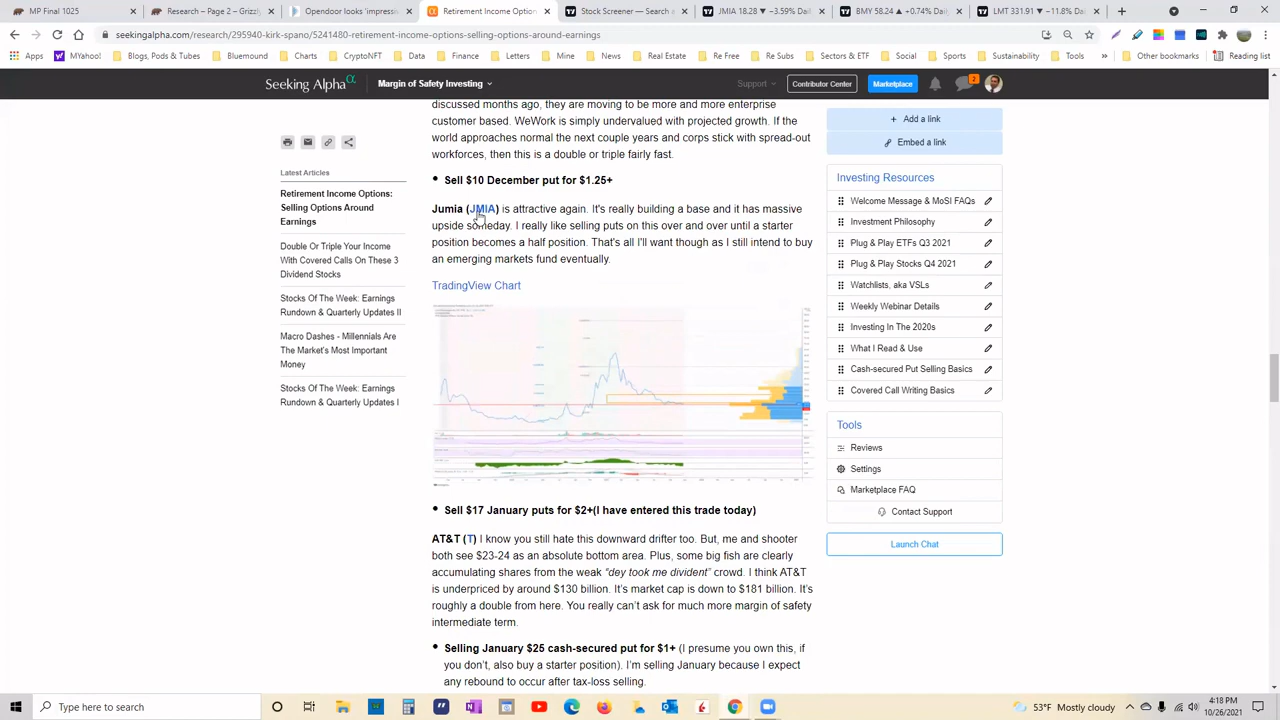 MP Final 1025
Research – Page 2 – Grizzly
Opendoor looks 'impressi
Retirement Income Options:
Stock Screener — Search a
JMIA 18.28 ▾ −3.59% Dail
18.24 ▴ +0.74% Dai
LMT 331.91 ▾ −11.8% Dai
seekingalpha.com/research/295940-kirk-spano/5241480-retirement-income-options-selling-options-around-earnings
Apps
MYahoo!
Blogs, Pods & Tubes
Bluebound
Charts
CryptoNFT
Data
Funds
Letters
Mine
News
Real Estate
Re Free
Re Subs
Sectors & ETF
Social
Sports
Sustainability
Tools
»
Other bookmarks
Reading list
Seeking Alpha α
Margin of Safety Investing
Support
Contributor Center
Marketplace
2
discussed months ago, they are moving to be more and more enterprise
customer based. WeWork is simply undervalued with projected growth. If the
world approaches normal the next couple years and corps stick with spread-out
workforces, then this is a double or triple fairly fast.
• Sell $10 December put for $1.25+
Jumia (JMIA) is attractive again. It's really building a base and it has massive
upside someday. I really like selling puts on this over and over until a starter
position becomes a half position. That's all I want though as I still intend to buy
an emerging markets fund eventually.
TradingView Chart
• Sell $17 January puts for $2+(I have entered this trade today)
AT&T (T) I know you still hate this downward drifter too. But, me and shooter
both see $23-24 as an absolute bottom area. Plus, some big fish are clearly
accumulating shares from the weak "dey took me divident" crowd. I think AT&T
is underpriced by around $130 billion. It's market cap is down to $181 billion. It's
roughly a double from here. You really can't ask for much more margin of safety
intermediate term.
• Selling January $25 cash-secured put for $1+ (I presume you own this, if
you don't, also buy a starter position). I'm selling January because I expect
any rebound to occur after tax-loss selling.
Latest Articles
Retirement Income Options:
Selling Options Around
Earnings
Double Or Triple Your Income
With Covered Calls On These 3
Dividend Stocks
Stocks Of The Week: Earnings
Rundown & Quarterly Updates II
Macro Dashes - Millennials Are
The Market's Most Important
Money
Stocks Of The Week: Earnings
Rundown & Quarterly Updates I
+ Add a link
Embed a link
Investing Resources
Welcome Message & MoSI FAQs
Investment Philosophy
Plug & Play ETFs Q3 2021
Plug & Play Stocks Q4 2021
Watchlists, aka VSLs
Weekly Webinar Details
Investing In The 2020s
What I Read & Use
Cash-secured Put Selling Basics
Covered Call Writing Basics
Tools
Reviews
Settings
Marketplace FAQ
Contact Support
Launch Chat
Type here to search
53°F Mostly cloudy
4:18 PM
10/26/2021